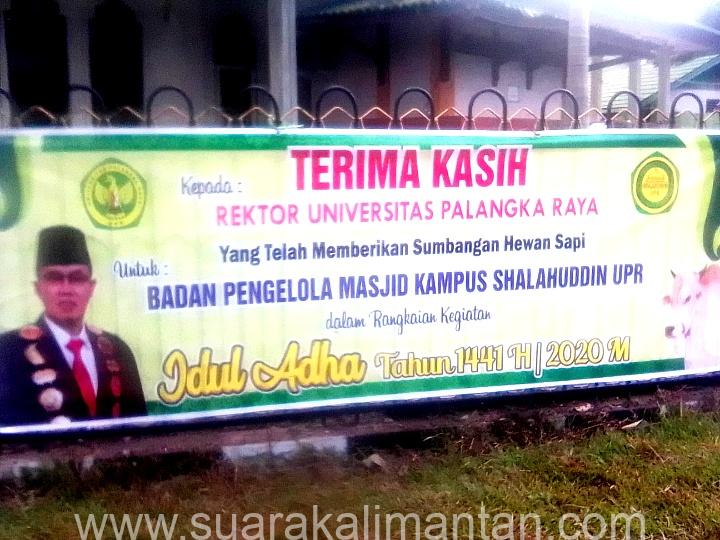 TERIMA KASIH
Kepada :
REKTOR UNIVERSITAS PALANGKA RAYA
Yang Telah Memberikan Sumbangan Hewan Sapi
Untuk :
BADAN PENGELOLA MASJID KAMPUS SHALAHUDDIN UPR
dalam Rangkaian Kegiatan
Idul Adha Tahun 1441 H | 2020 M
www.suarakalimantan.com